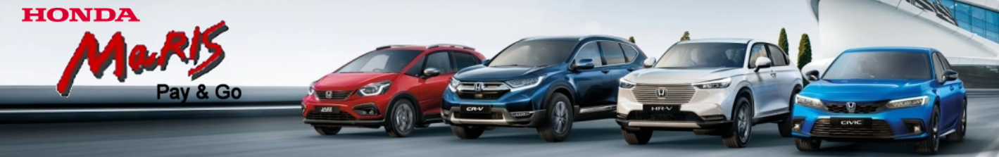 HONDA
MaRIS
Pay & Go
JAZZ
CR-V
HR-V
CIVIC